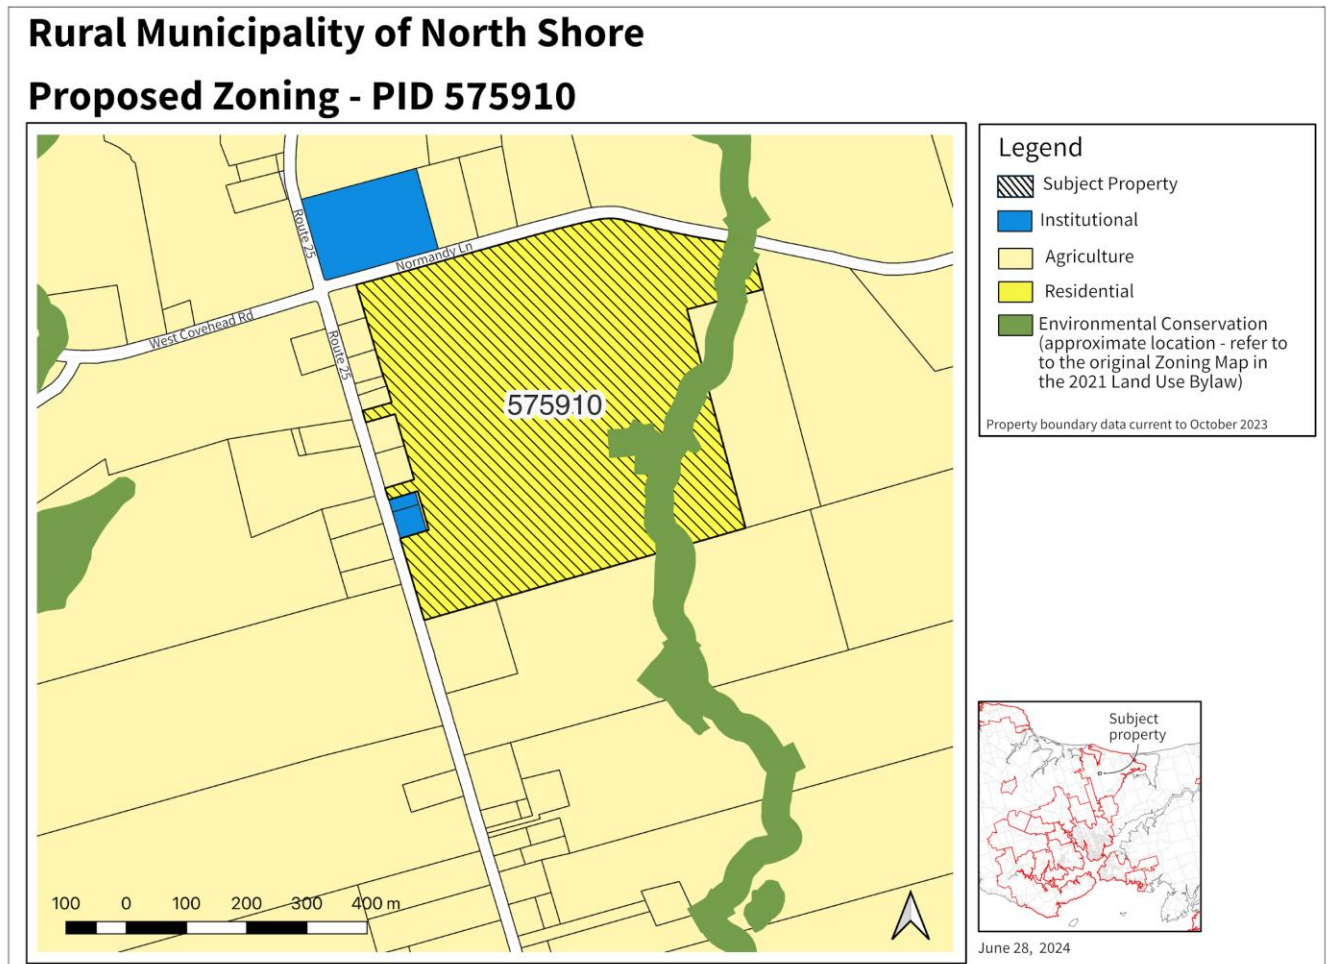 Rural Municipality of North Shore
Proposed Zoning - PID 575910
Route 25
Normandy Ln
West Covehead Rd
Route 25
575910
100 0 100 200 300 400 m
Legend
Subject Property
Institutional
Agriculture
Residential
Environmental Conservation
(approximate location - refer to
to the original Zoning Map in
the 2021 Land Use Bylaw)
Property boundary data current to October 2023
Subject
property
June 28, 2024